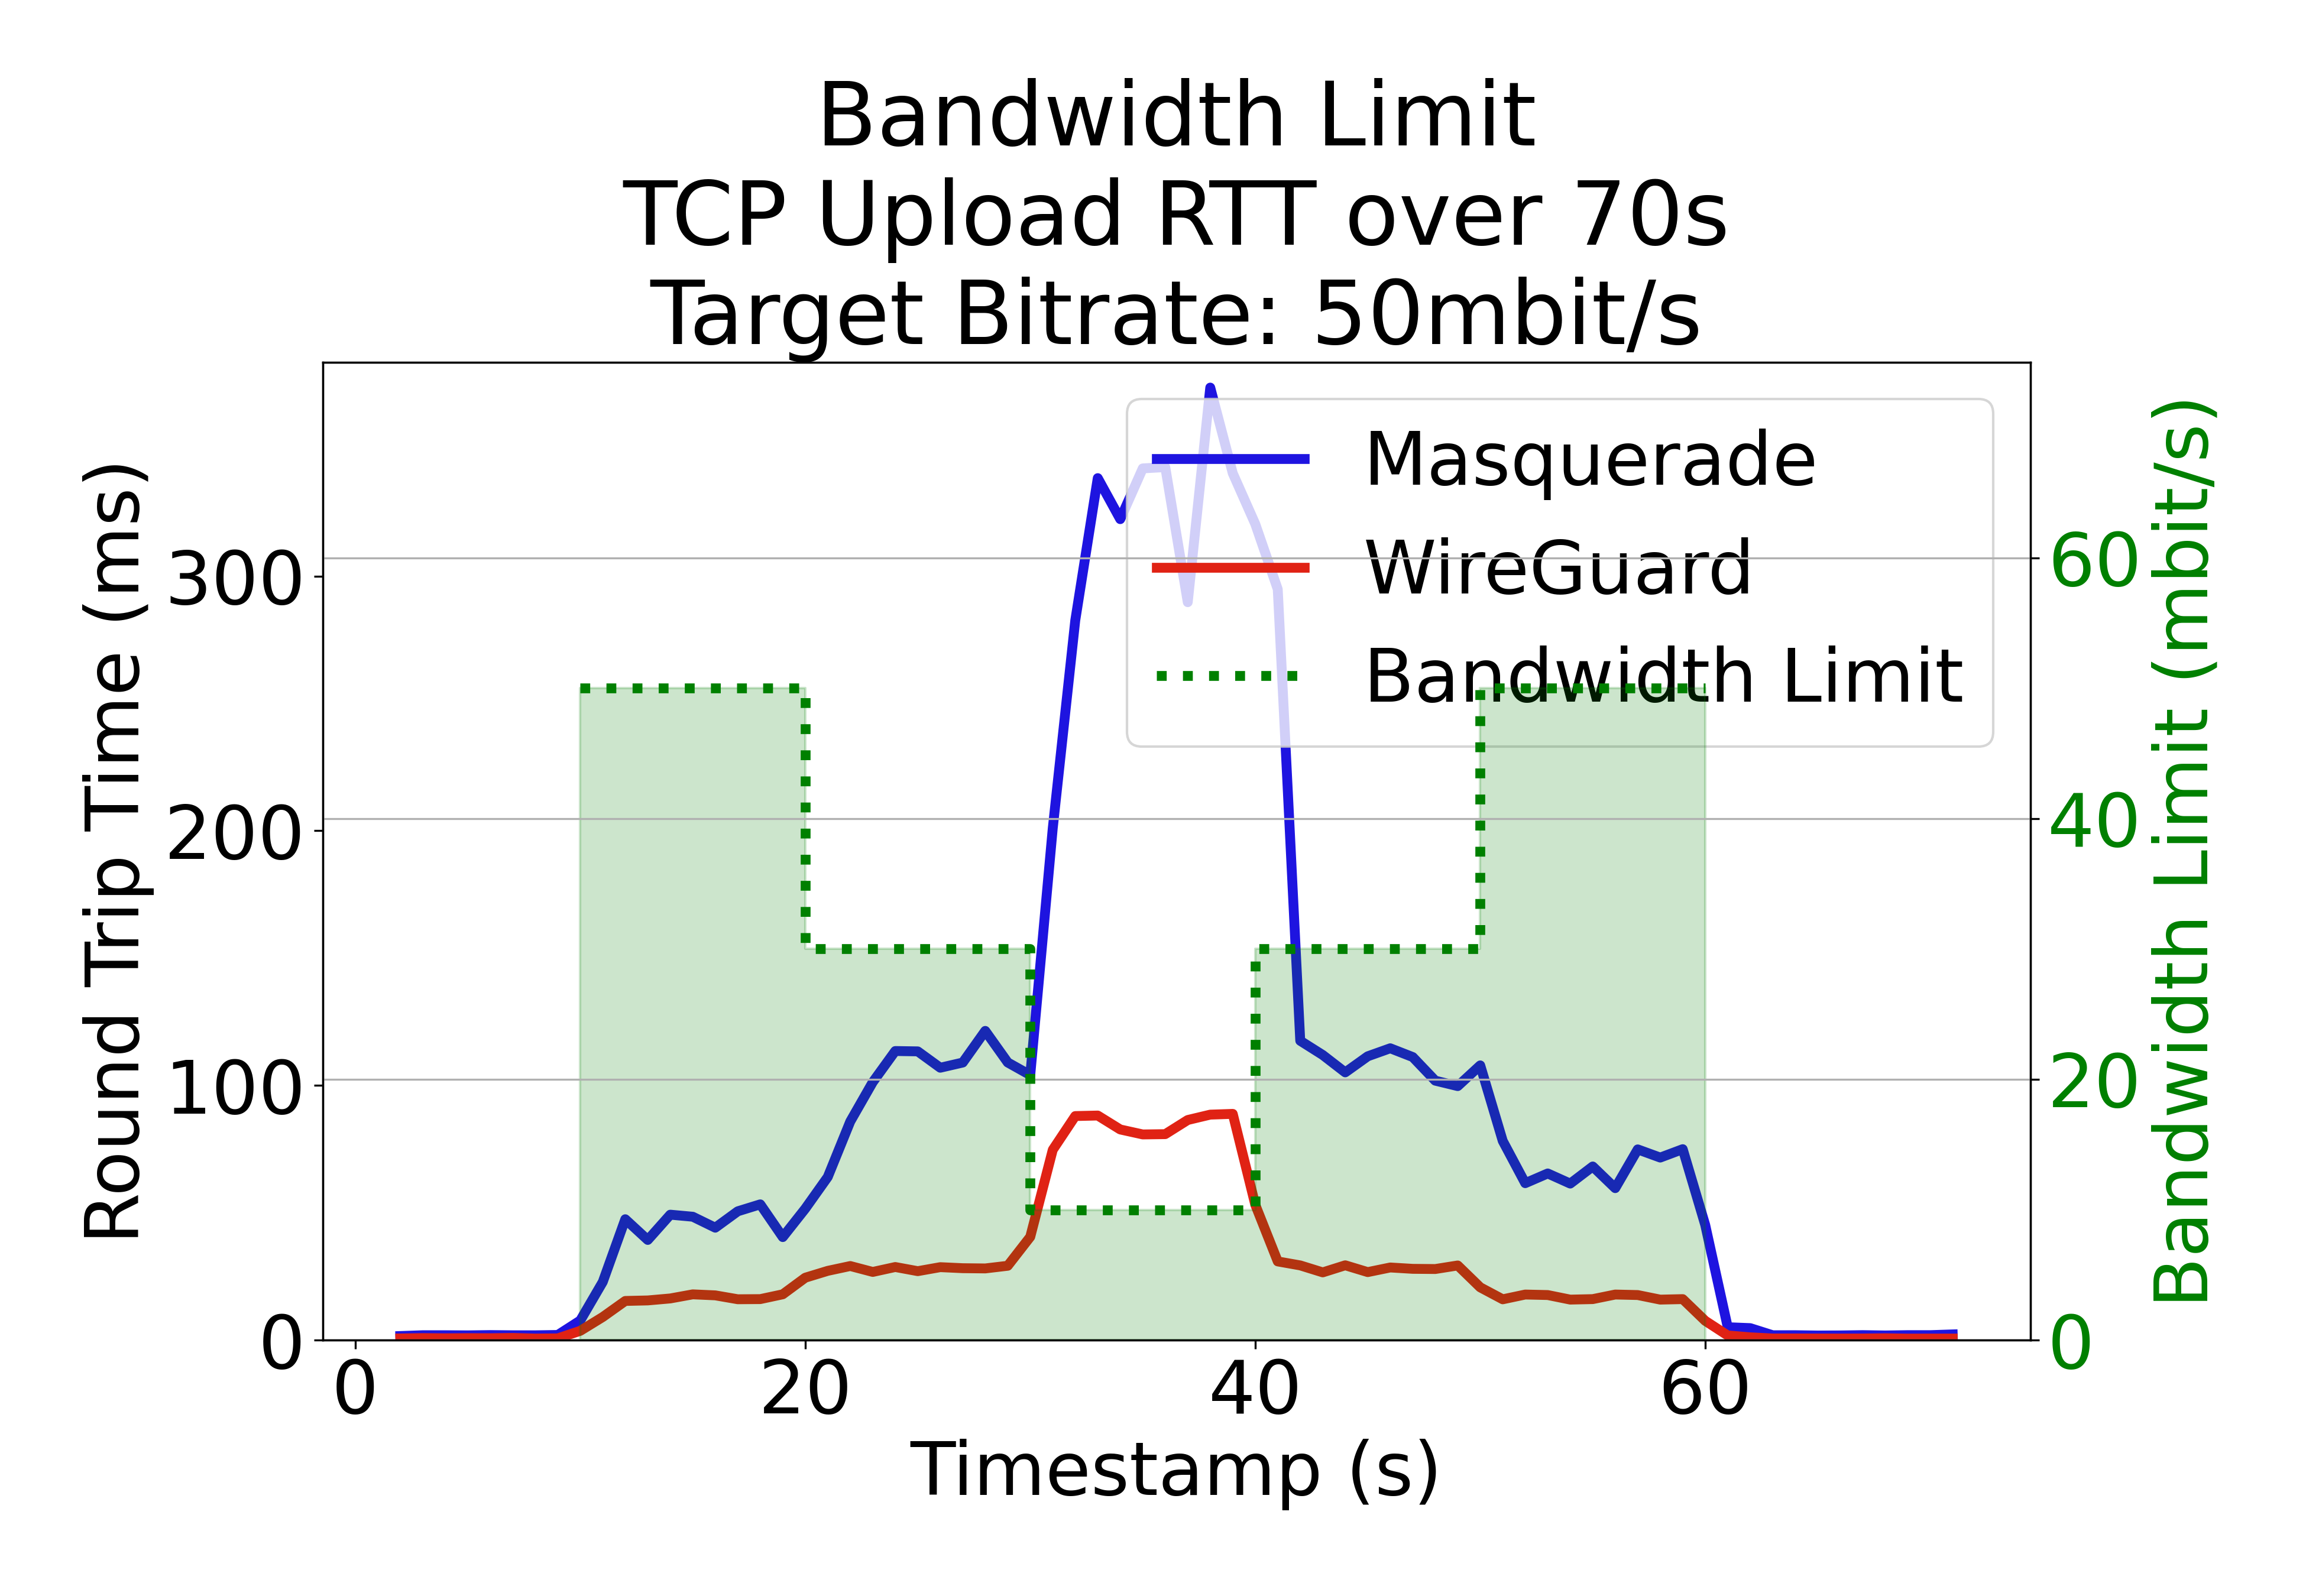 Bandwidth Limit
TCP Upload RTT over 70s
Target Bitrate: 50mbit/s
Round Trip Time (ms)
300
200
100
0
Masquerade
WireGuard
Bandwidth Limit
60
40
20
0
Bandwidth Limit (mbit/s)
0
20
40
60
Timestamp (s)